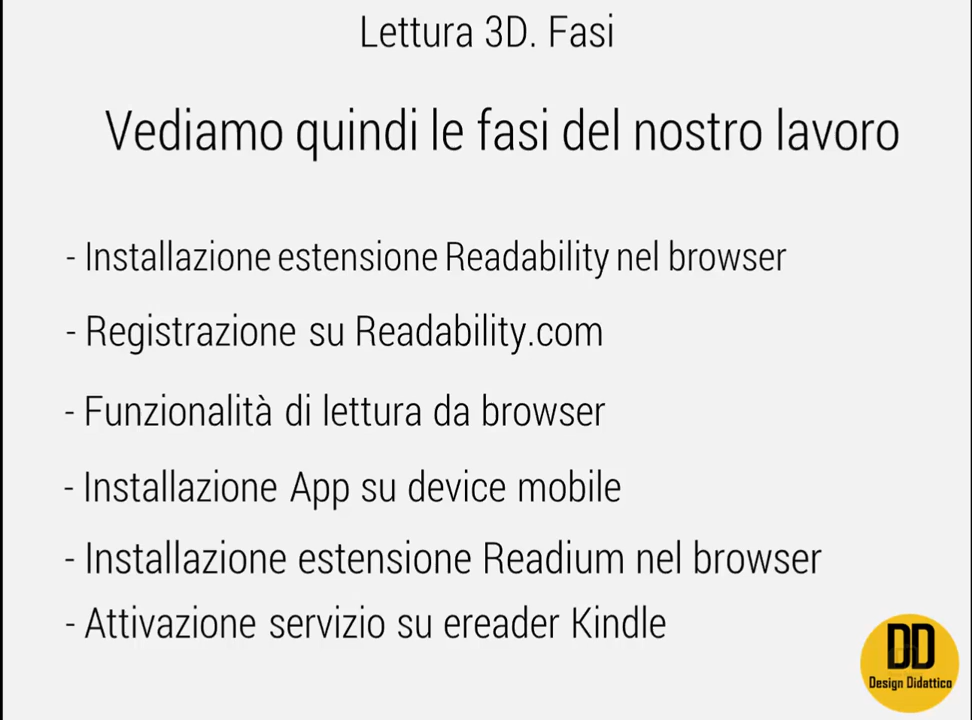 Lettura 3D. Fasi
Vediamo quindi le fasi del nostro lavoro
- Installazione estensione Readability nel browser
- Registrazione su Readability.com
- Funzionalità di lettura da browser
- Installazione App su device mobile
- Installazione estensione Readium nel browser
- Attivazione servizio su ereader Kindle
DD
Design Didattico